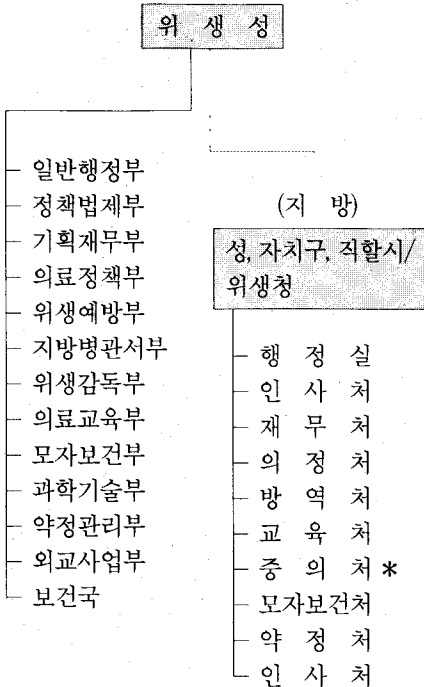 위 생 성
일반행정부
정책법제부
기획재무부
의료정책부
위생예방부
지방병관서부
위생감독부
의료교육부
모자보건부
과학기술부
약정관리부
외교사업부
보건국
(지 방)
성, 자치구, 직할시/
위생청
행 정 실
인 사 처
재 무 처
의 정 처
방 역 처
교 육 처
중 의 처 *
모자보건처
약 정 처
인 사 처